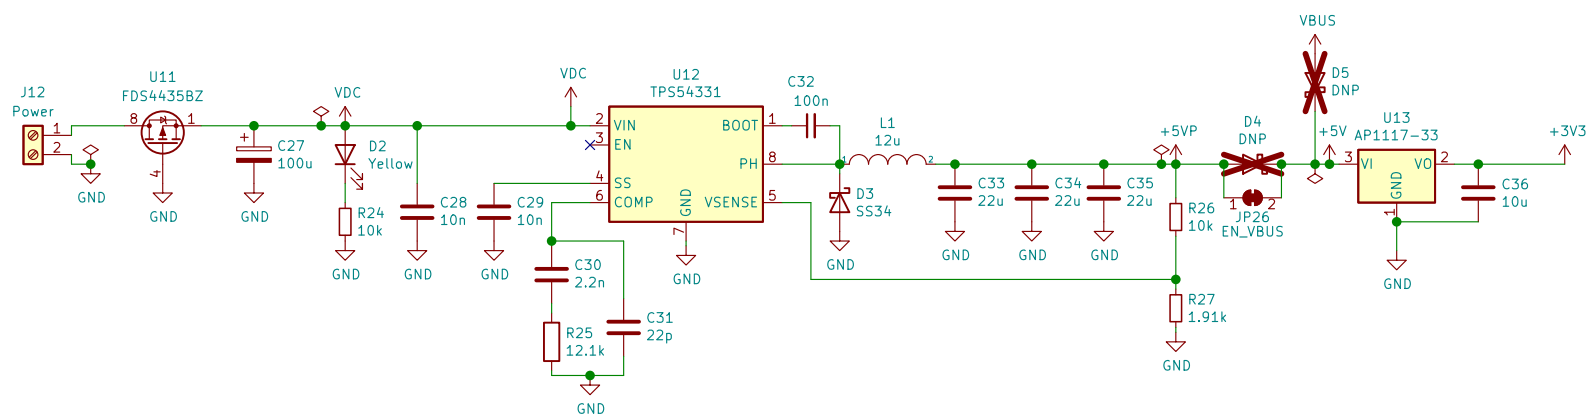 J12
Power
1
2
GND
U11
FDS4435BZ
8
1
4
GND
+
C27
100u
GND
VDC
D2
Yellow
R24
10k
GND
C28
10n
GND
C29
10n
GND
VDC
U12
TPS54331
2
VIN
3
EN
4
SS
6
COMP
BOOT
1
PH
8
VSENSE
5
GND
7
GND
C30
2.2n
R25
12.1k
C31
22p
GND
C32
100n
D3
SS34
GND
L1
12u
1
2
C33
22u
GND
C34
22u
GND
C35
22u
GND
+5VP
R26
10k
R27
1.91k
GND
D4
DNP
1
2
JP26
EN_VBUS
VBUS
D5
DNP
+5V
U13
AP1117-33
3
VI
VO
2
GND
1
GND
+3V3
C36
10u